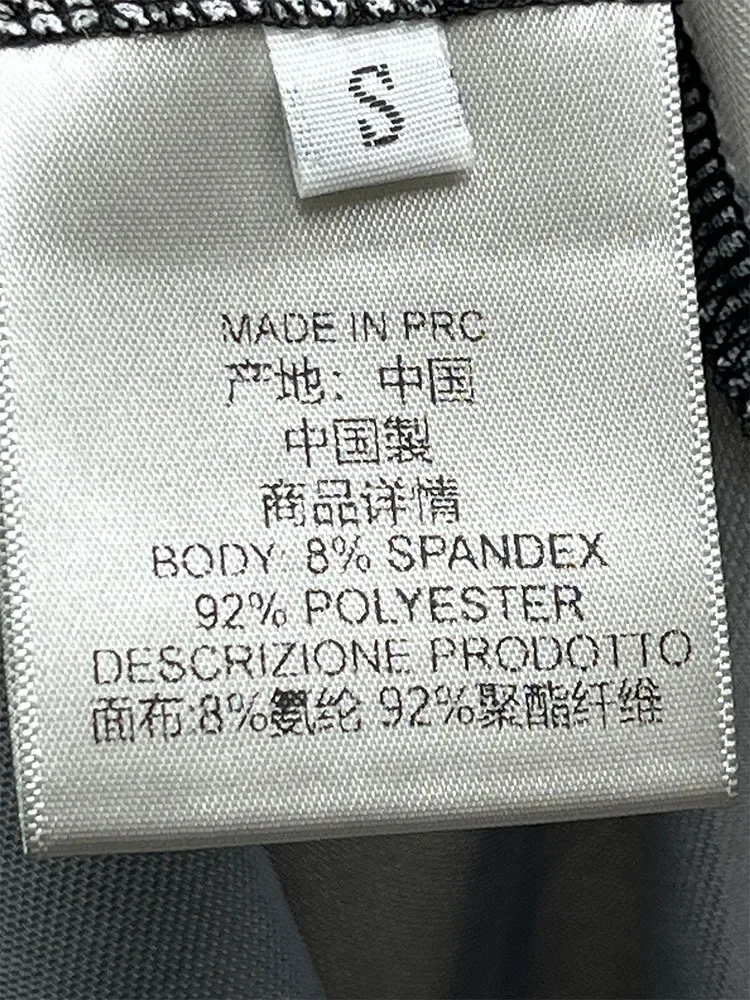 S
MADE IN PRC
产地：中国
中国製
商品详情
BODY: 8% SPANDEX
92% POLYESTER
DESCRIZIONE PRODOTTO
面布:8%氨纶 92%聚酯纤维